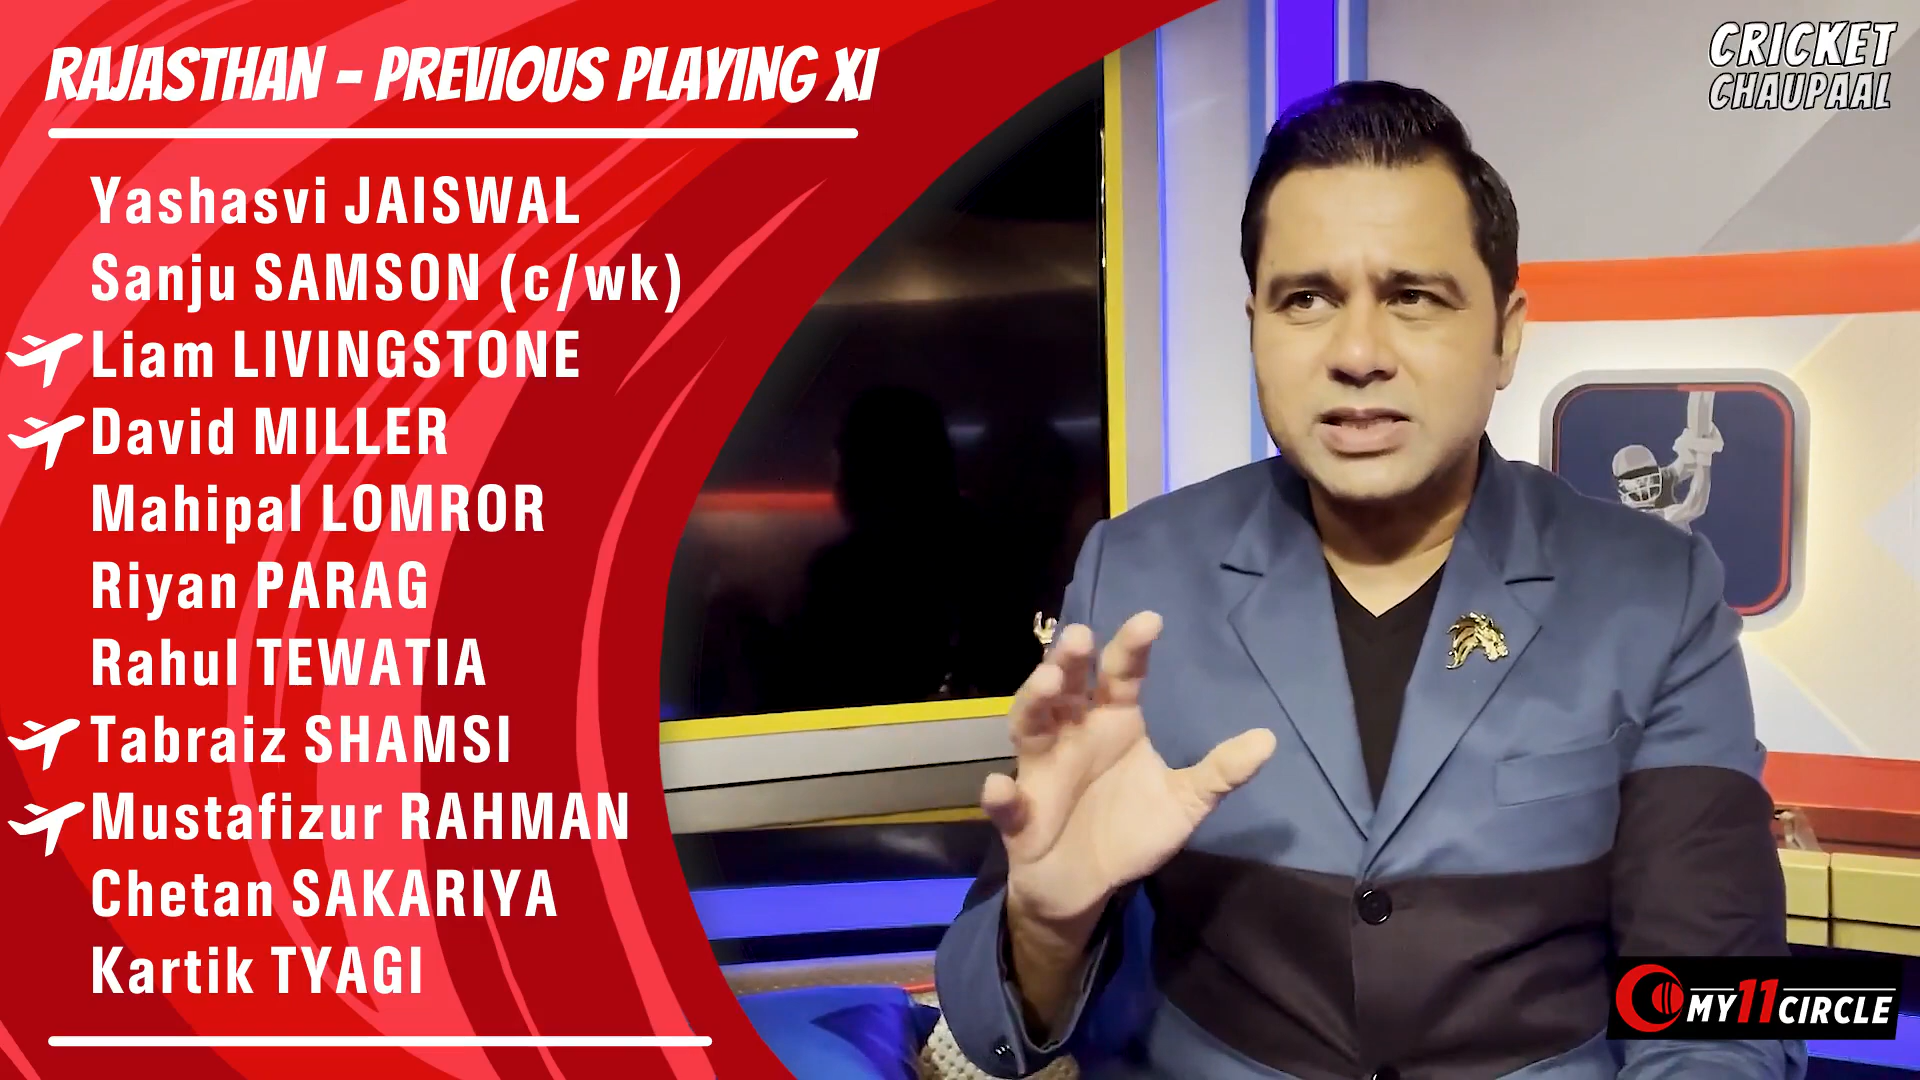 RAJASTHAN - PREVIOUS PLAYING XI
Yashasvi JAISWAL
Sanju SAMSON (c/wk)
Liam LIVINGSTONE
David MILLER
Mahipal LOMROR
Riyan PARAG
Rahul TEWATIA
Tabraiz SHAMSI
Mustafizur RAHMAN
Chetan SAKARIYA
Kartik TYAGI
CRICKET
CHAUPAAL
MY11CIRCLE